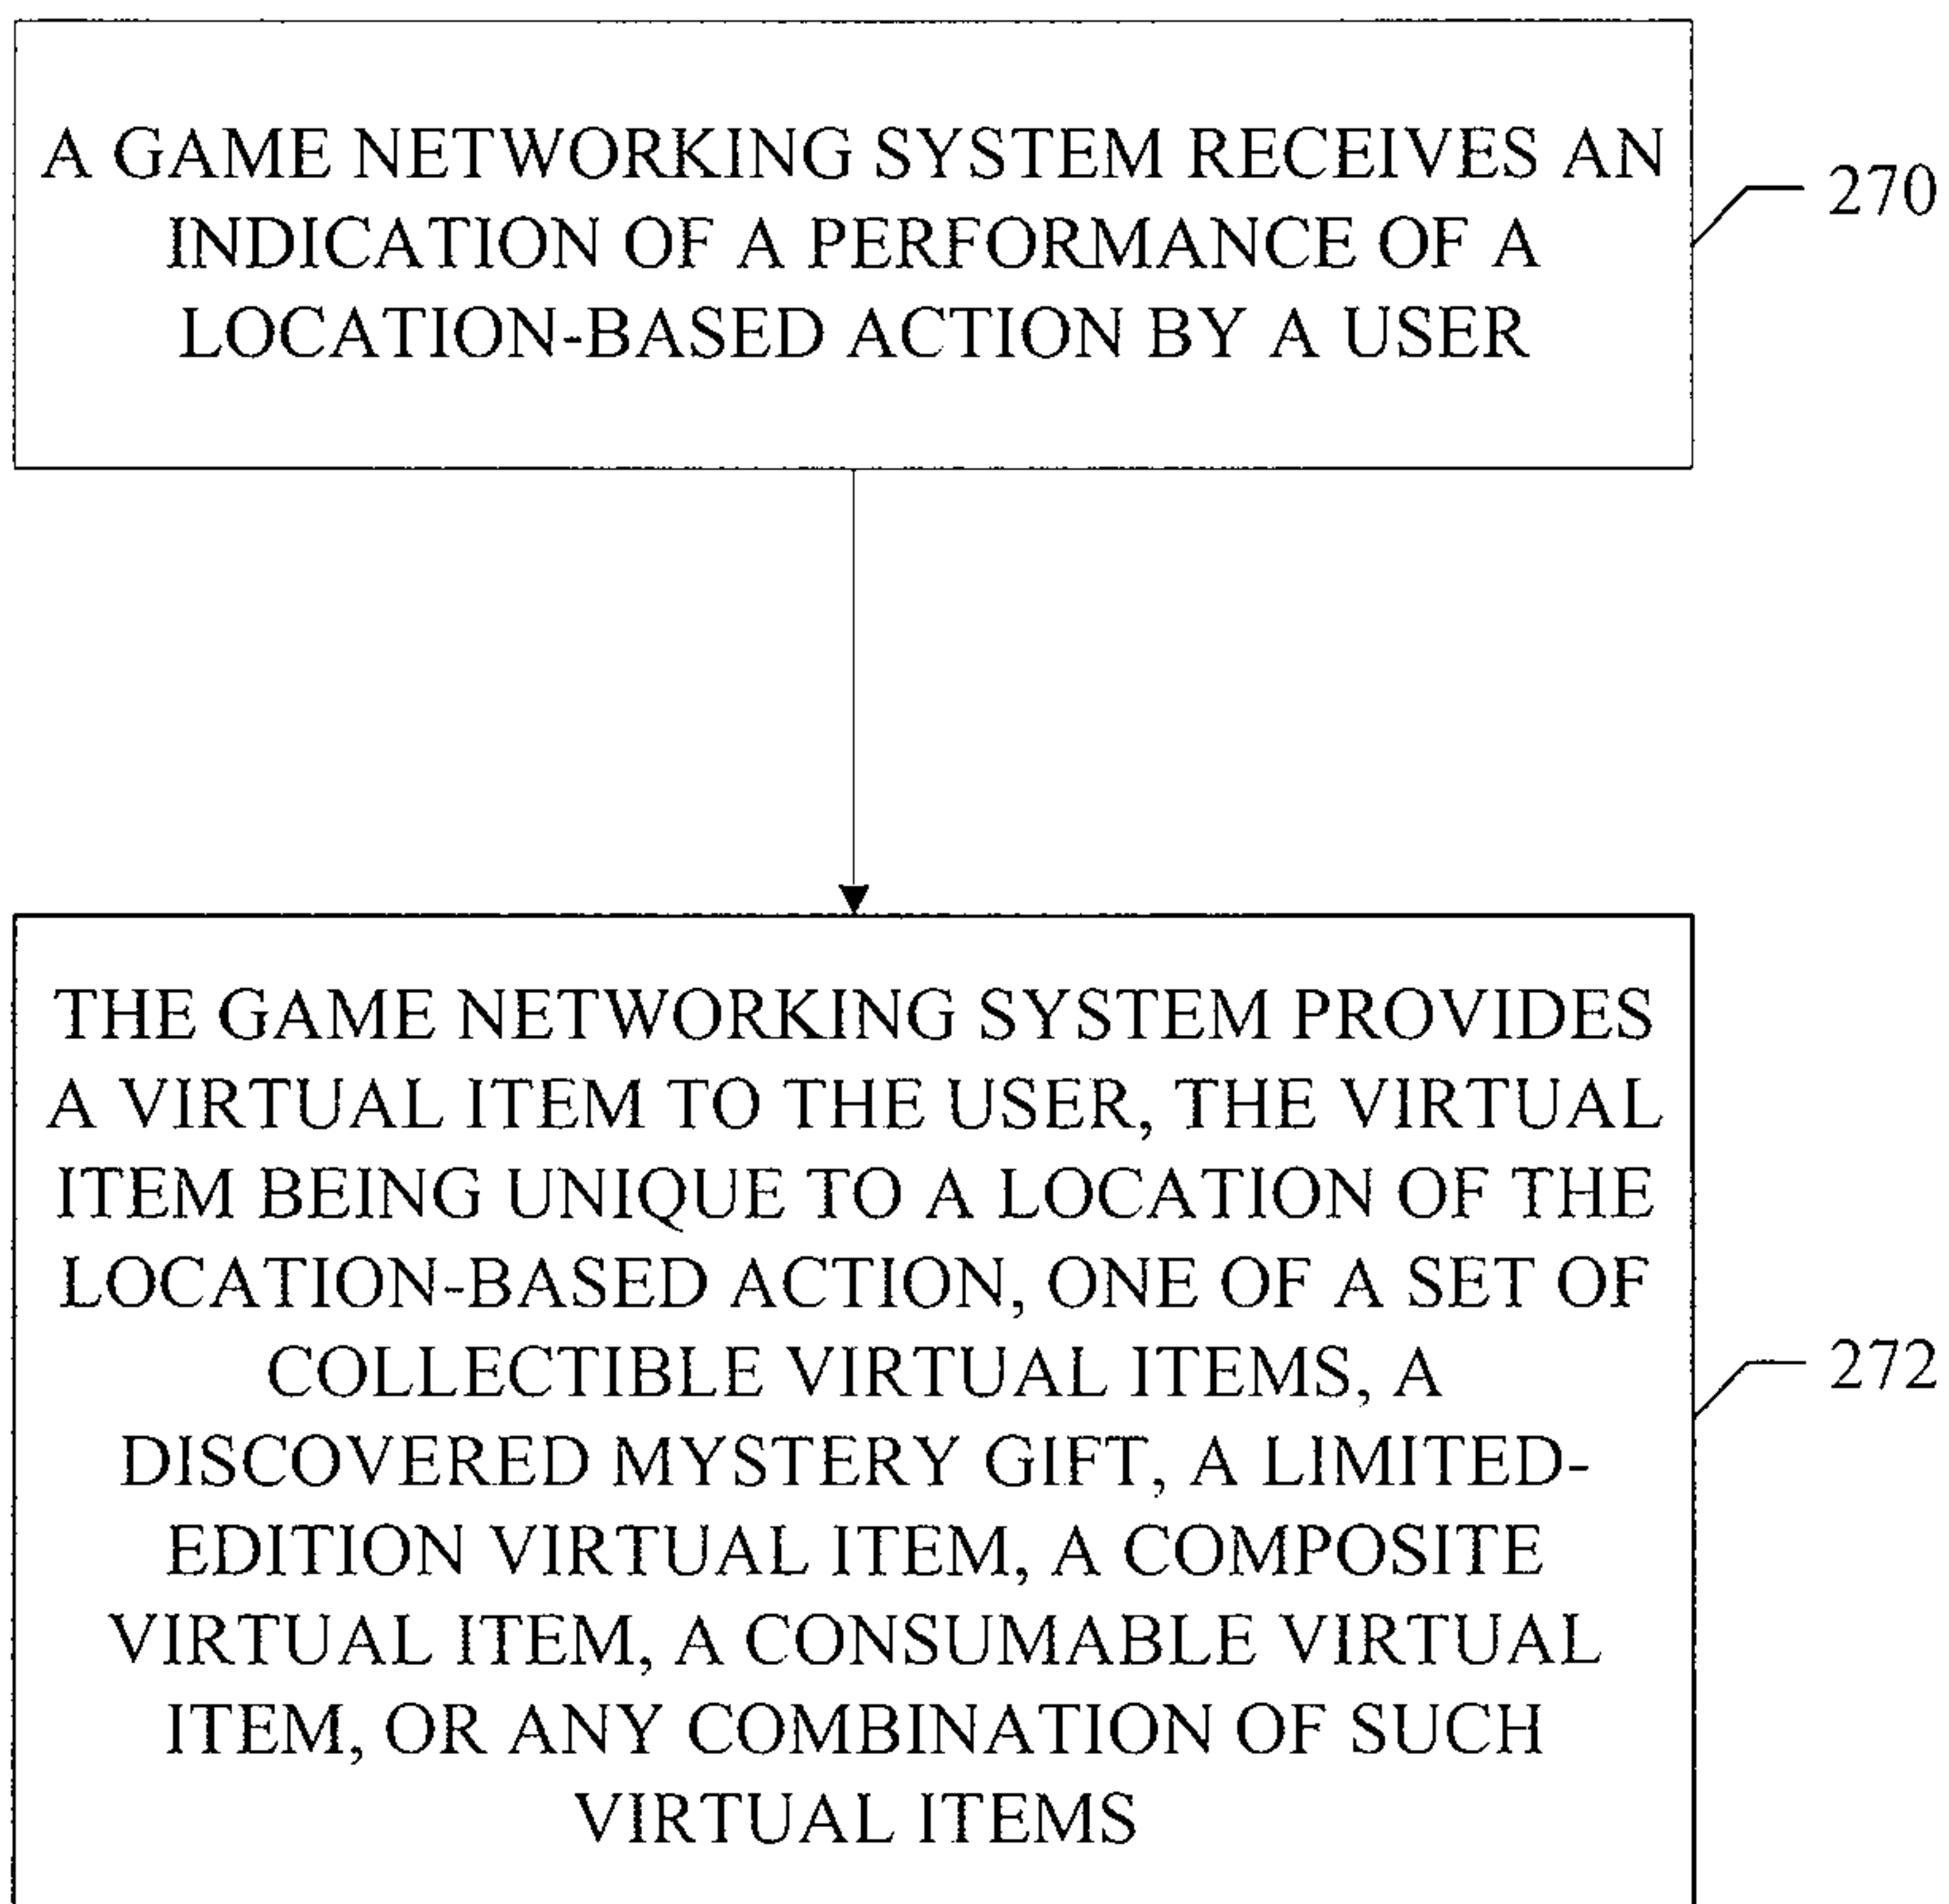 A GAME NETWORKING SYSTEM RECEIVES AN
INDICATION OF A PERFORMANCE OF A
LOCATION-BASED ACTION BY A USER
270
THE GAME NETWORKING SYSTEM PROVIDES
A VIRTUAL ITEM TO THE USER, THE VIRTUAL
ITEM BEING UNIQUE TO A LOCATION OF THE
LOCATION-BASED ACTION, ONE OF A SET OF
COLLECTIBLE VIRTUAL ITEMS, A
DISCOVERED MYSTERY GIFT, A LIMITED-
EDITION VIRTUAL ITEM, A COMPOSITE
VIRTUAL ITEM, A CONSUMABLE VIRTUAL
ITEM, OR ANY COMBINATION OF SUCH
VIRTUAL ITEMS
272